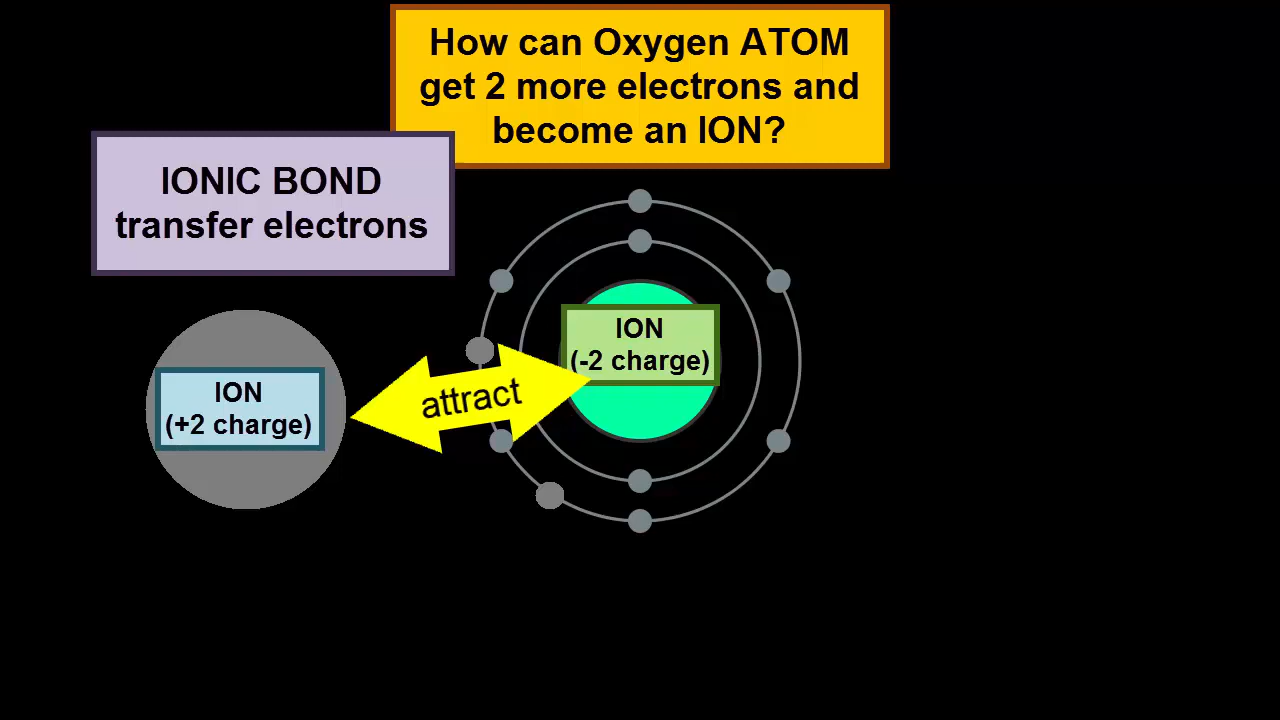 How can Oxygen ATOM
get 2 more electrons and
become an ION?
IONIC BOND
transfer electrons
ION
(-2 charge)
attract
ION
(+2 charge)